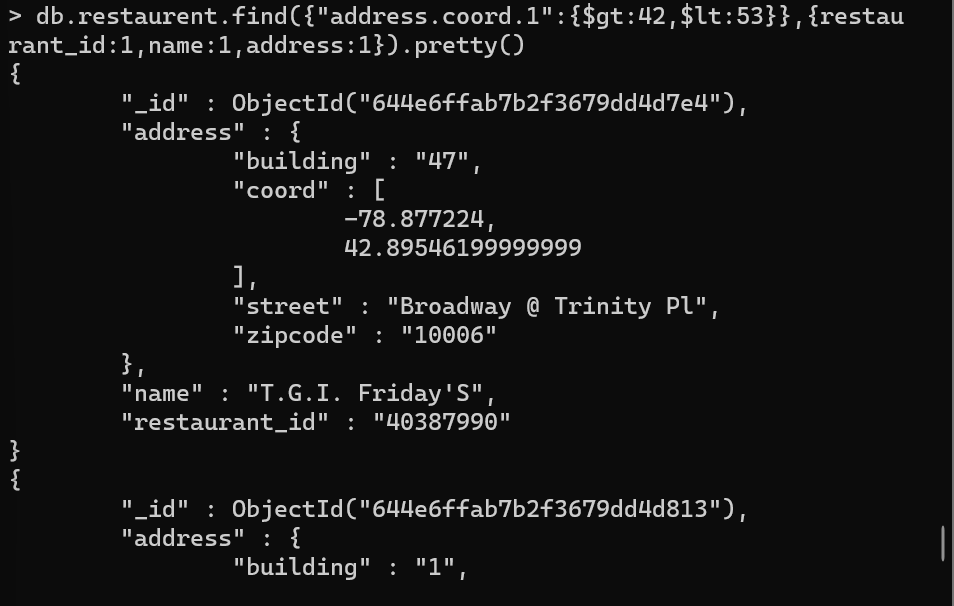 > db.restaurent.find({"address.coord.1":{$gt:42,$lt:53}},{restau
rant_id:1,name:1,address:1}).pretty()
{
        "_id" : ObjectId("644e6ffab7b2f3679dd4d7e4"),
        "address" : {
                "building" : "47",
                "coord" : [
                        -78.877224,
                        42.89546199999999
                ],
                "street" : "Broadway @ Trinity Pl",
                "zipcode" : "10006"
        },
        "name" : "T.G.I. Friday'S",
        "restaurant_id" : "40387990"
}
{
        "_id" : ObjectId("644e6ffab7b2f3679dd4d813"),
        "address" : {
                "building" : "1",